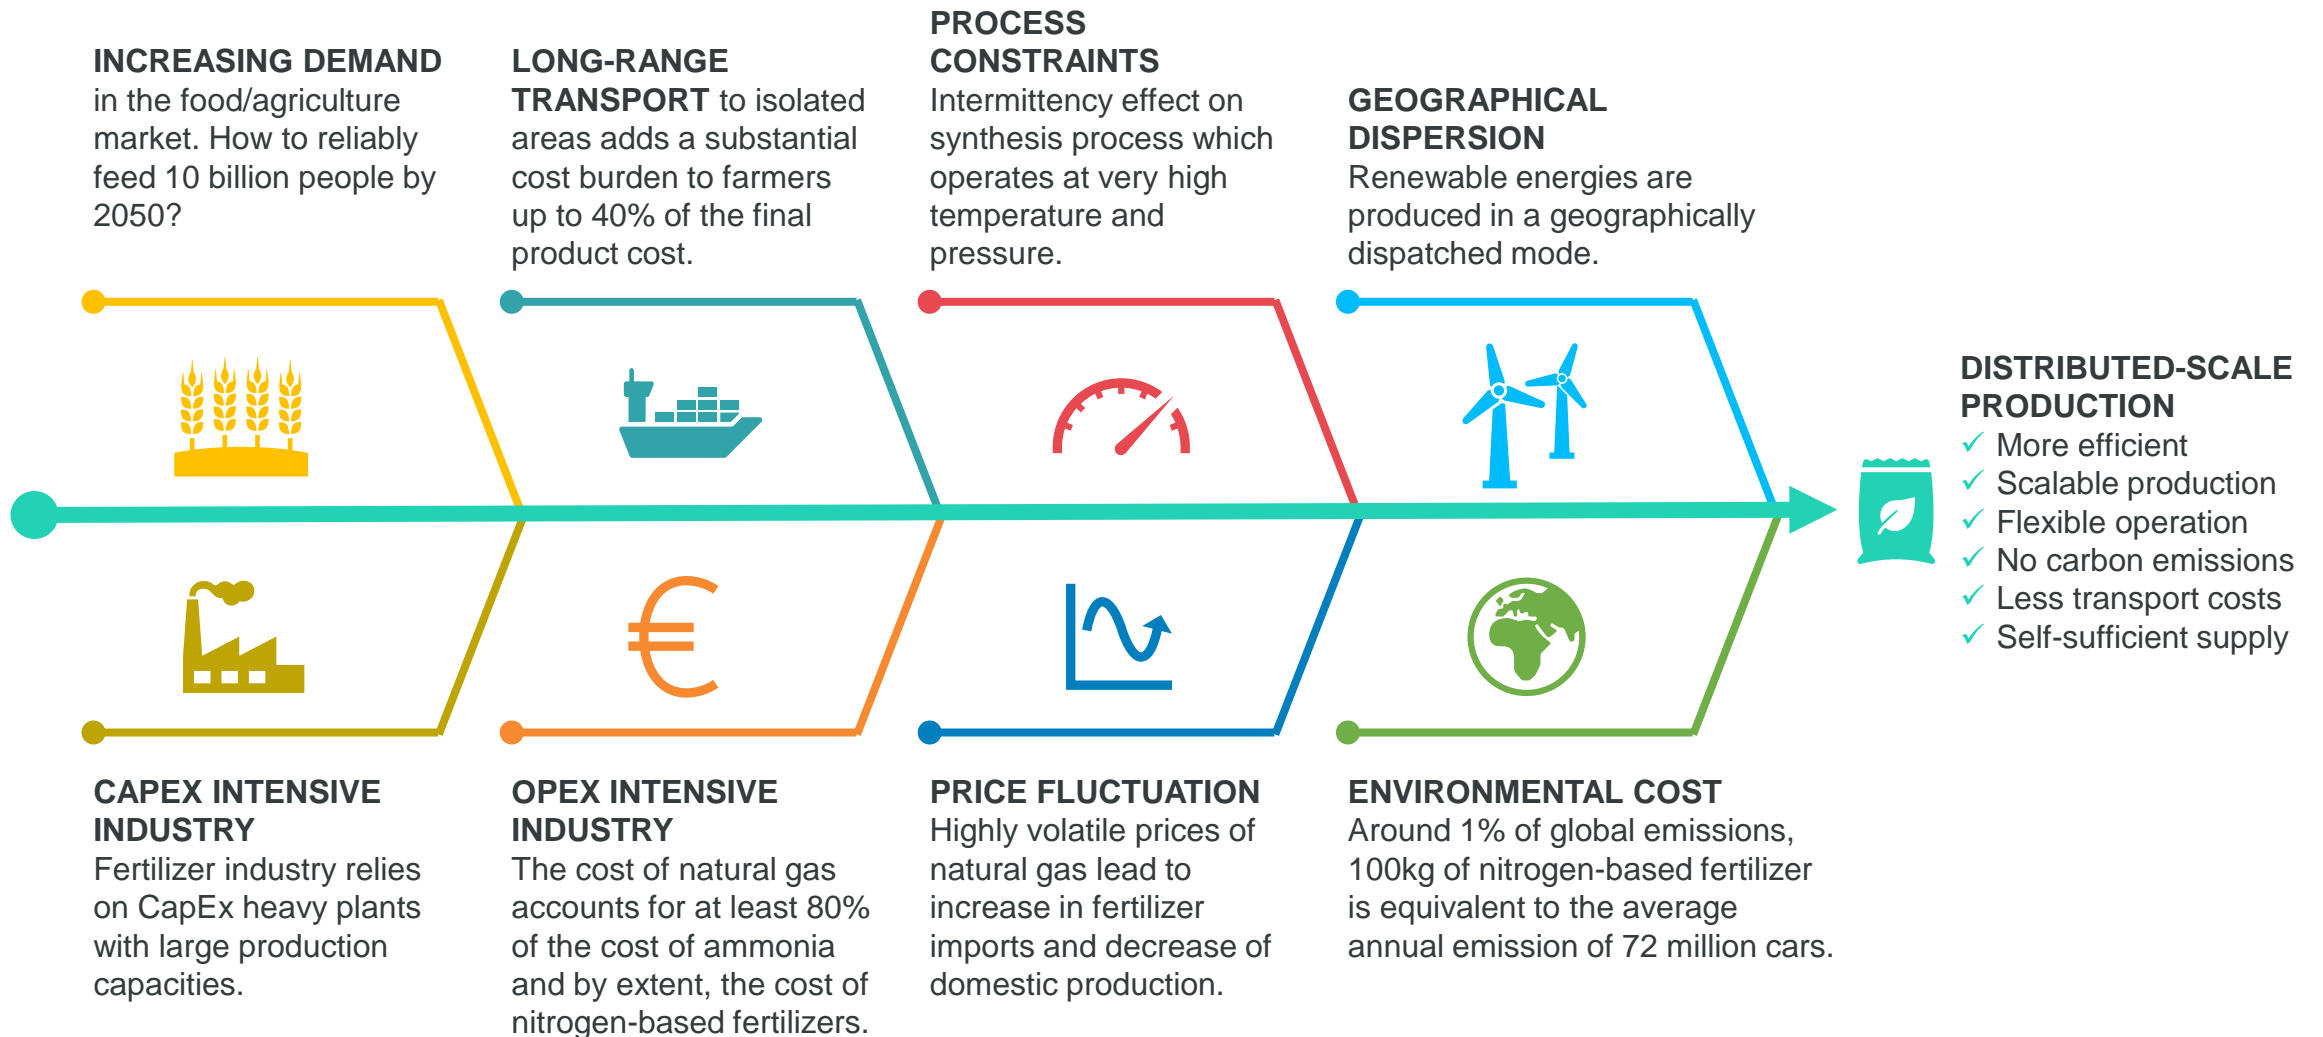 INCREASING DEMAND
in the food/agriculture
market. How to reliably
feed 10 billion people by
2050?
LONG-RANGE
TRANSPORT to isolated
areas adds a substantial
cost burden to farmers
up to 40% of the final
product cost.
PROCESS
CONSTRAINTS
Intermittency effect on
synthesis process which
operates at very high
temperature and
pressure.
GEOGRAPHICAL
DISPERSION
Renewable energies are
produced in a geographically
dispatched mode.
DISTRIBUTED-SCALE
PRODUCTION
✓ More efficient
✓ Scalable production
✓ Flexible operation
✓ No carbon emissions
✓ Less transport costs
✓ Self-sufficient supply
€
CAPEX INTENSIVE
INDUSTRY
Fertilizer industry relies
on CapEx heavy plants
with large production
capacities.
OPEX INTENSIVE
INDUSTRY
The cost of natural gas
accounts for at least 80%
of the cost of ammonia
and by extent, the cost of
nitrogen-based fertilizers.
PRICE FLUCTUATION
Highly volatile prices of
natural gas lead to
increase in fertilizer
imports and decrease of
domestic production.
ENVIRONMENTAL COST
Around 1% of global emissions,
100kg of nitrogen-based fertilizer
is equivalent to the average
annual emission of 72 million cars.